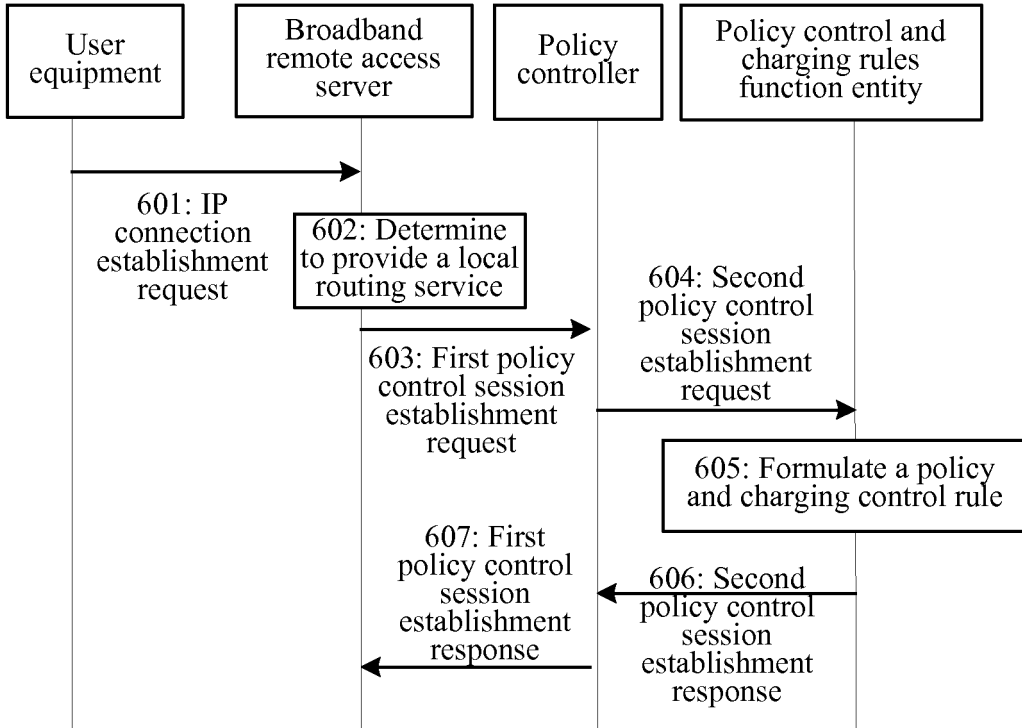 User
equipment
Broadband
remote access
server
Policy
controller
Policy control and
charging rules
function entity
601: IP
connection
establishment
request
602: Determine
to provide a local
routing service
603: First policy
control session
establishment
request
604: Second
policy control
session
establishment
request
605: Formulate a policy
and charging control rule
606: Second
policy control
session
establishment
response
607: First
policy control
session
establishment
response